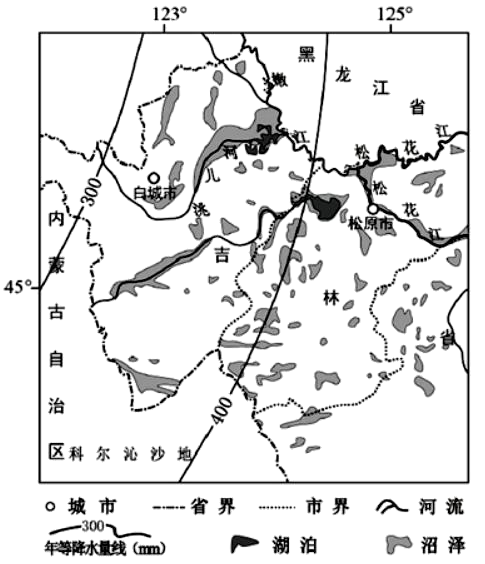 123° 125°
黑龙江省
嫩江
松花江
300
白城市
洮儿河
松花江
松原市
内蒙古自治区
吉林省
45°
400
科尔沁沙地
城市 省界 市界 河流
300
年等降水量线(mm) 湖泊 沼泽